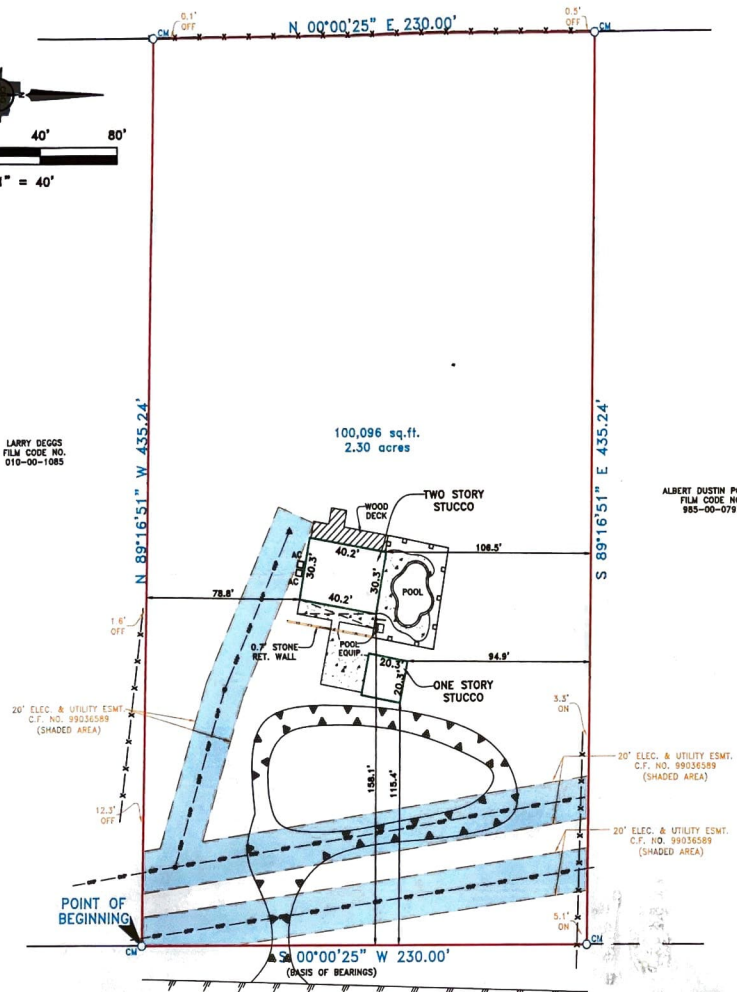 0.1'
OFF
0.5'
OFF
CM
N 00°00'25" E 230.00'
CM
40' 80'
1" = 40'
N 89°16'51" W 435.24'
S 89°16'51" E 435.24'
LARRY DEGGS
FILM CODE NO.
010-00-1085
100,096 sq.ft.
2.30 acres
ALBERT DUSTIN
FILM CODE
985-00-079
TWO STORY
STUCCO
WOOD
DECK
106.5'
AC
AC
40.2'
30.3'
30.3'
40.2'
POOL
78.8'
1.6'
OFF
0.7' STONE
RET. WALL
POOL
EQUIP.
20.3'
20.3'
94.9'
ONE STORY
STUCCO
3.3'
ON
20' ELEC. & UTILITY ESMT.
C.F. NO. 99036589
(SHADED AREA)
20' ELEC. & UTILITY ESMT.
C.F. NO. 99036589
(SHADED AREA)
158.1'
115.4'
12.3'
OFF
20' ELEC. & UTILITY ESMT.
C.F. NO. 99036589
(SHADED AREA)
POINT OF
BEGINNING
5.1'
ON
CM
CM
S 00°00'25" W 230.00'
(BASIS OF BEARINGS)